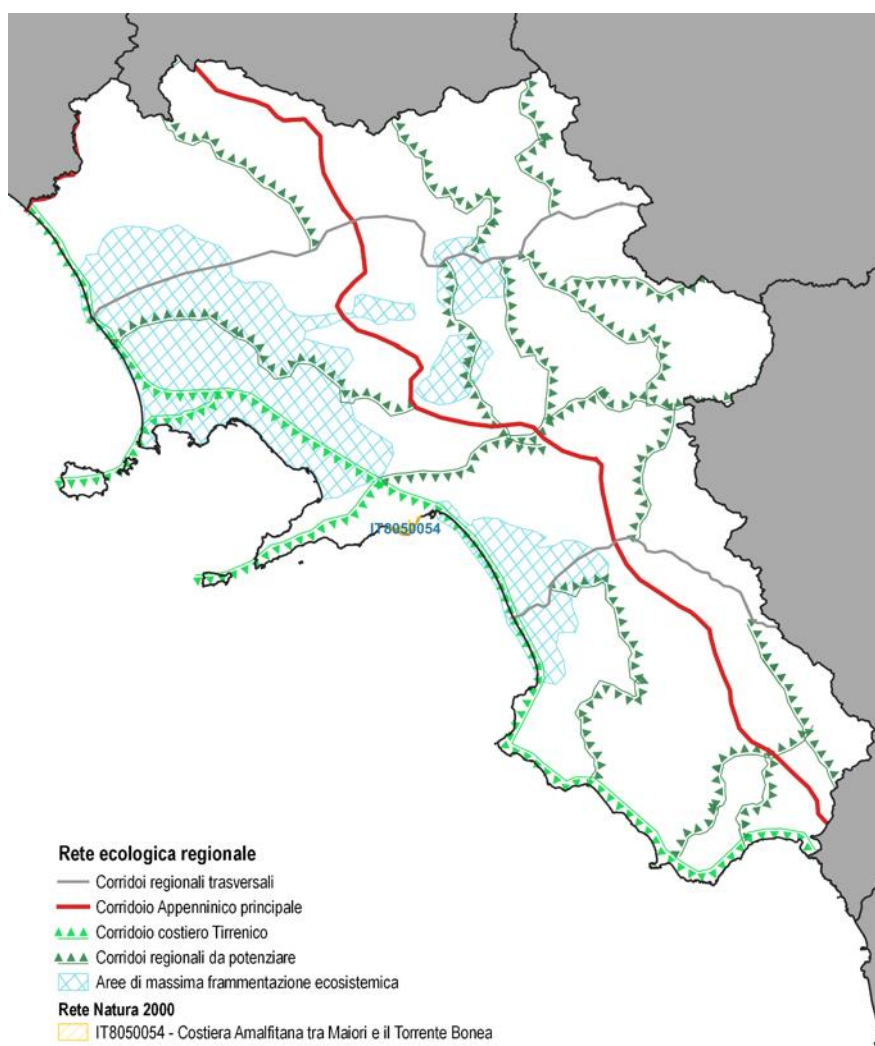 IT8050054
Rete ecologica regionale
Corridoi regionali trasversali
Corridoio Appenninico principale
Corridoio costiero Tirrenico
Corridoi regionali da potenziare
Aree di massima frammentazione ecosistemica
Rete Natura 2000
IT8050054 - Costiera Amalfitana tra Maiori e il Torrente Bonea